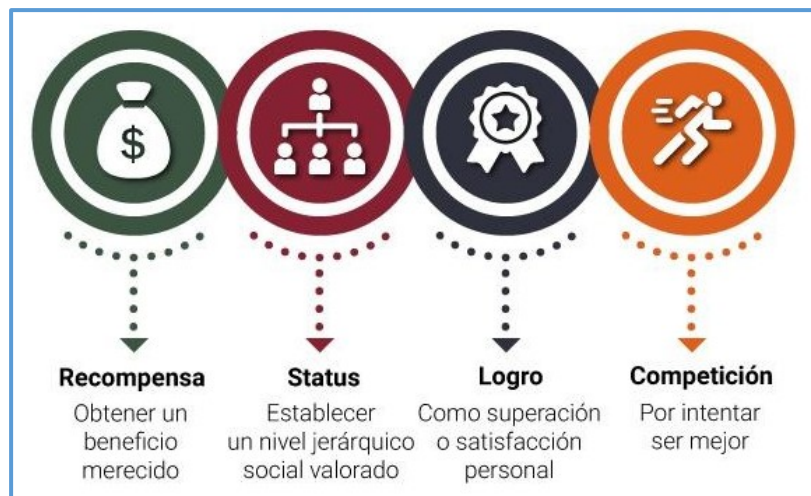 $
Recompensa
Obtener un
beneficio
merecido
Status
Establecer
un nivel jerárquico
social valorado
Logro
Como superación
o satisfacción
personal
Competición
Por intentar
ser mejor